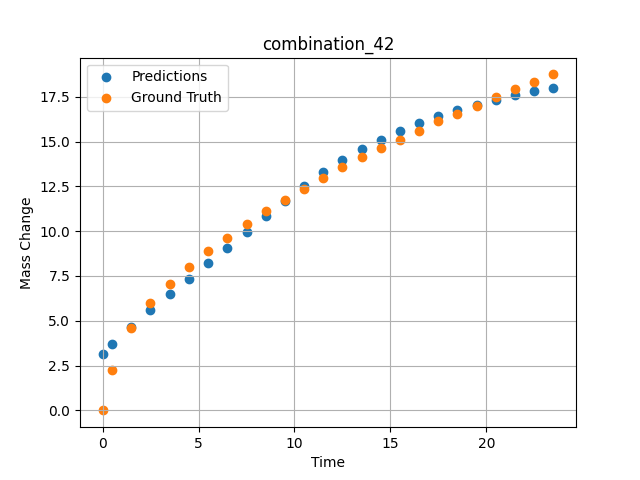 combination_42
Predictions
Ground Truth
Mass Change
17.5
15.0
12.5
10.0
7.5
5.0
2.5
0.0
0 5 10 15 20
Time